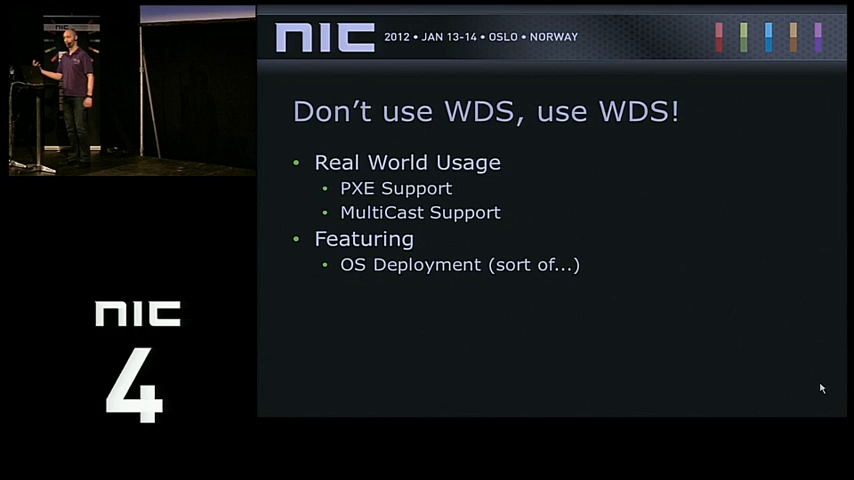 nic 2012 • JAN 13-14 • OSLO • NORWAY
Don't use WDS, use WDS!
• Real World Usage
• PXE Support
• MultiCast Support
• Featuring
• OS Deployment (sort of...)
nic
4